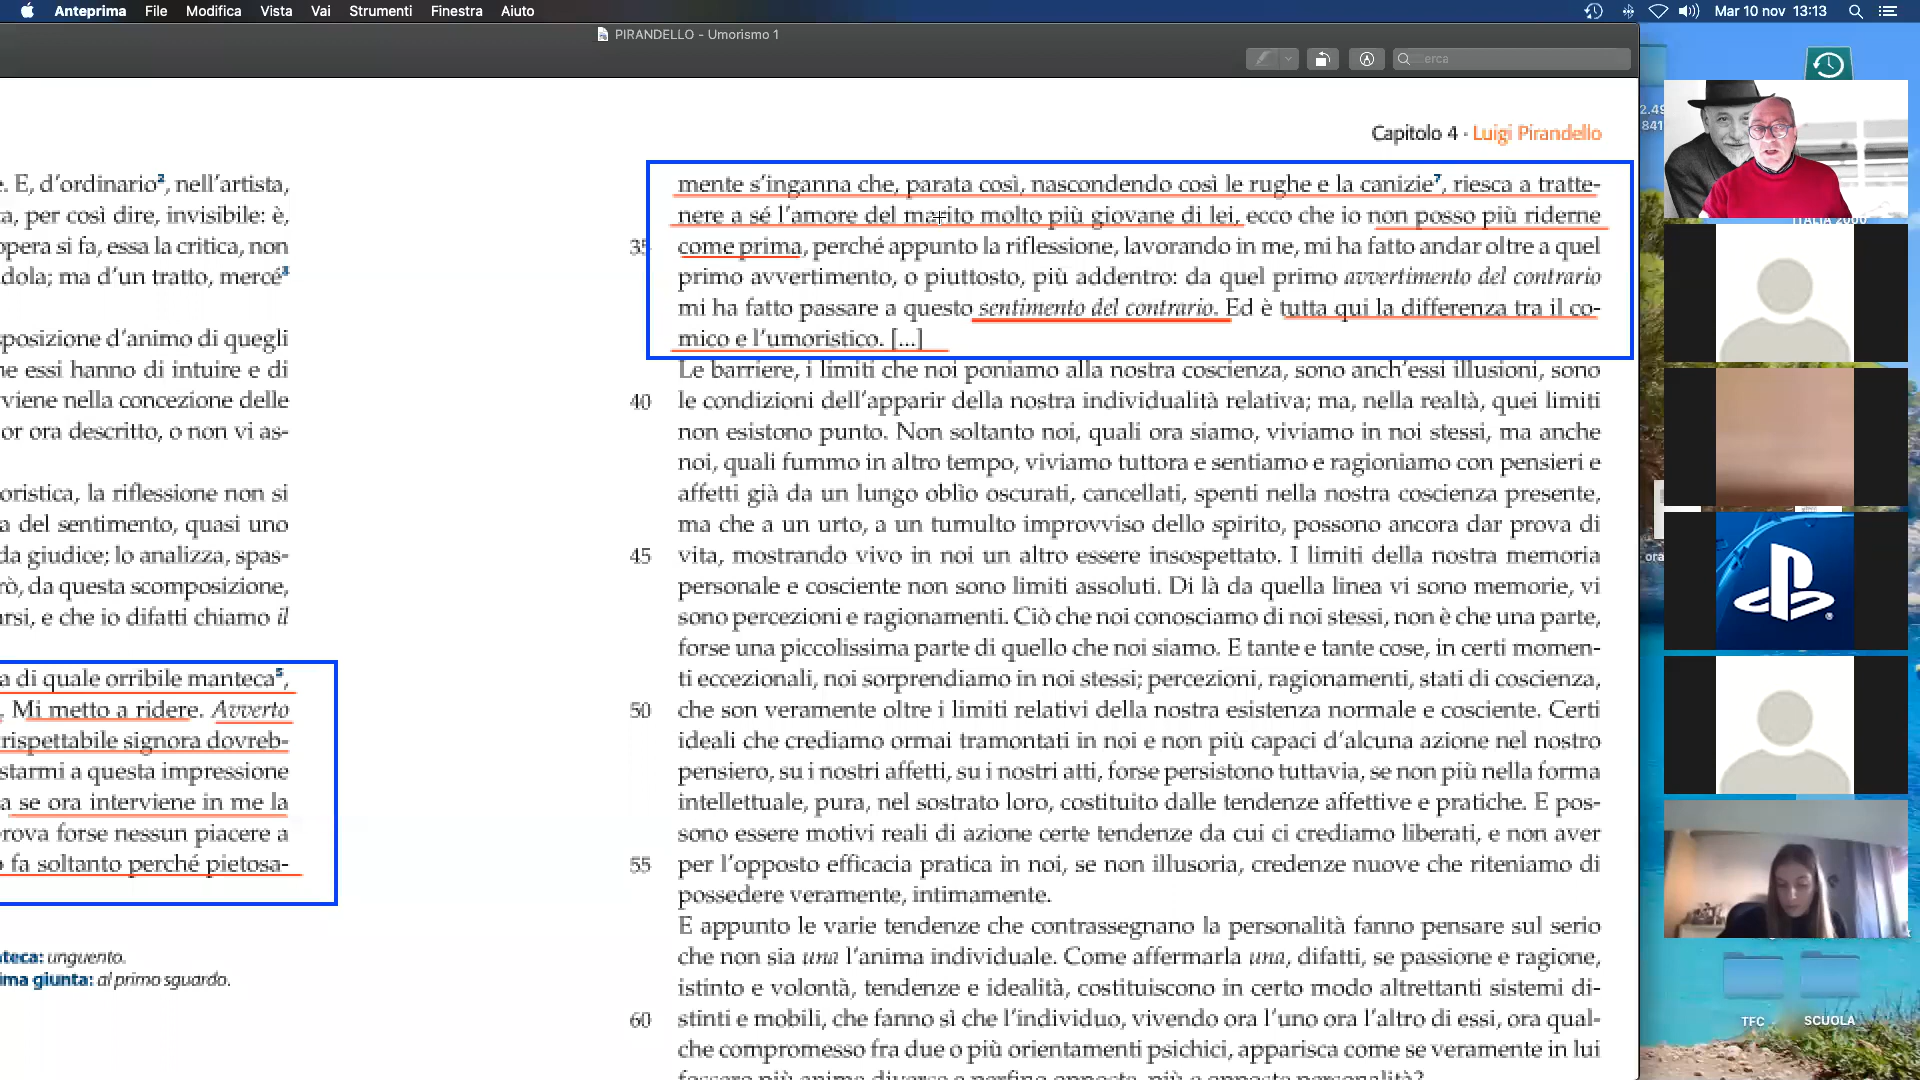 Anteprima File Modifica Vista Vai Strumenti Finestra Aiuto Mar 10 nov 13:13
PIRANDELLO - Umorismo 1
Cerca
Capitolo 4 · Luigi Pirandello
. E, d'ordinario², nell'artista,
a, per così dire, invisibile: è,
opera si fa, essa la critica, non
dola; ma d'un tratto, mercé³
sposizione d'animo di quegli
e essi hanno di intuire e di
viene nella concezione delle
or ora descritto, o non vi as-
oristica, la riflessione non si
a del sentimento, quasi uno
da giudice; lo analizza, spas-
rò, da questa scomposizione,
rsi, e che io difatti chiamo il
a di quale orribile manteca⁵,
. Mi metto a ridere. Avverto
rispettabile signora dovreb-
starmi a questa impressione
a se ora interviene in me la
rova forse nessun piacere a
o fa soltanto perché pietosa-
teca: unguento.
ima giunta: al primo sguardo.
mente s'inganna che, parata così, nascondendo così le rughe e la canizie⁷, riesca a tratte-
nere a sé l'amore del marito molto più giovane di lei, ecco che io non posso più riderne
35 come prima, perché appunto la riflessione, lavorando in me, mi ha fatto andar oltre a quel
primo avvertimento, o piuttosto, più addentro: da quel primo avvertimento del contrario
mi ha fatto passare a questo sentimento del contrario. Ed è tutta qui la differenza tra il co-
mico e l'umoristico. [...]
Le barriere, i limiti che noi poniamo alla nostra coscienza, sono anch'essi illusioni, sono
40 le condizioni dell'apparir della nostra individualità relativa; ma, nella realtà, quei limiti
non esistono punto. Non soltanto noi, quali ora siamo, viviamo in noi stessi, ma anche
noi, quali fummo in altro tempo, viviamo tuttora e sentiamo e ragioniamo con pensieri e
affetti già da un lungo oblìo oscurati, cancellati, spenti nella nostra coscienza presente,
ma che a un urto, a un tumulto improvviso dello spirito, possono ancora dar prova di
45 vita, mostrando vivo in noi un altro essere insospettato. I limiti della nostra memoria
personale e cosciente non sono limiti assoluti. Di là da quella linea vi sono memorie, vi
sono percezioni e ragionamenti. Ciò che noi conosciamo di noi stessi, non è che una parte,
forse una piccolissima parte di quello che noi siamo. E tante e tante cose, in certi momen-
ti eccezionali, noi sorprendiamo in noi stessi; percezioni, ragionamenti, stati di coscienza,
50 che son veramente oltre i limiti relativi della nostra esistenza normale e cosciente. Certi
ideali che crediamo ormai tramontati in noi e non più capaci d'alcuna azione nel nostro
pensiero, su i nostri affetti, su i nostri atti, forse persistono tuttavia, se non più nella forma
intellettuale, pura, nel sostrato loro, costituito dalle tendenze affettive e pratiche. E pos-
sono essere motivi reali di azione certe tendenze da cui ci crediamo liberati, e non aver
55 per l'opposto efficacia pratica in noi, se non illusoria, credenze nuove che riteniamo di
possedere veramente, intimamente.
E appunto le varie tendenze che contrassegnano la personalità fanno pensare sul serio
che non sia una l'anima individuale. Come affermarla una, difatti, se passione e ragione,
istinto e volontà, tendenze e idealità, costituiscono in certo modo altrettanti sistemi di-
60 stinti e mobili, che fanno sì che l'individuo, vivendo ora l'uno ora l'altro di essi, ora qual-
che compromesso fra due o più orientamenti psichici, apparisca come se veramente in lui
fossero più anime diverse e perfino opposte, più e opposte personalità?
2.49
841
ITALIA 2000
ora
TFC
SCUOLA